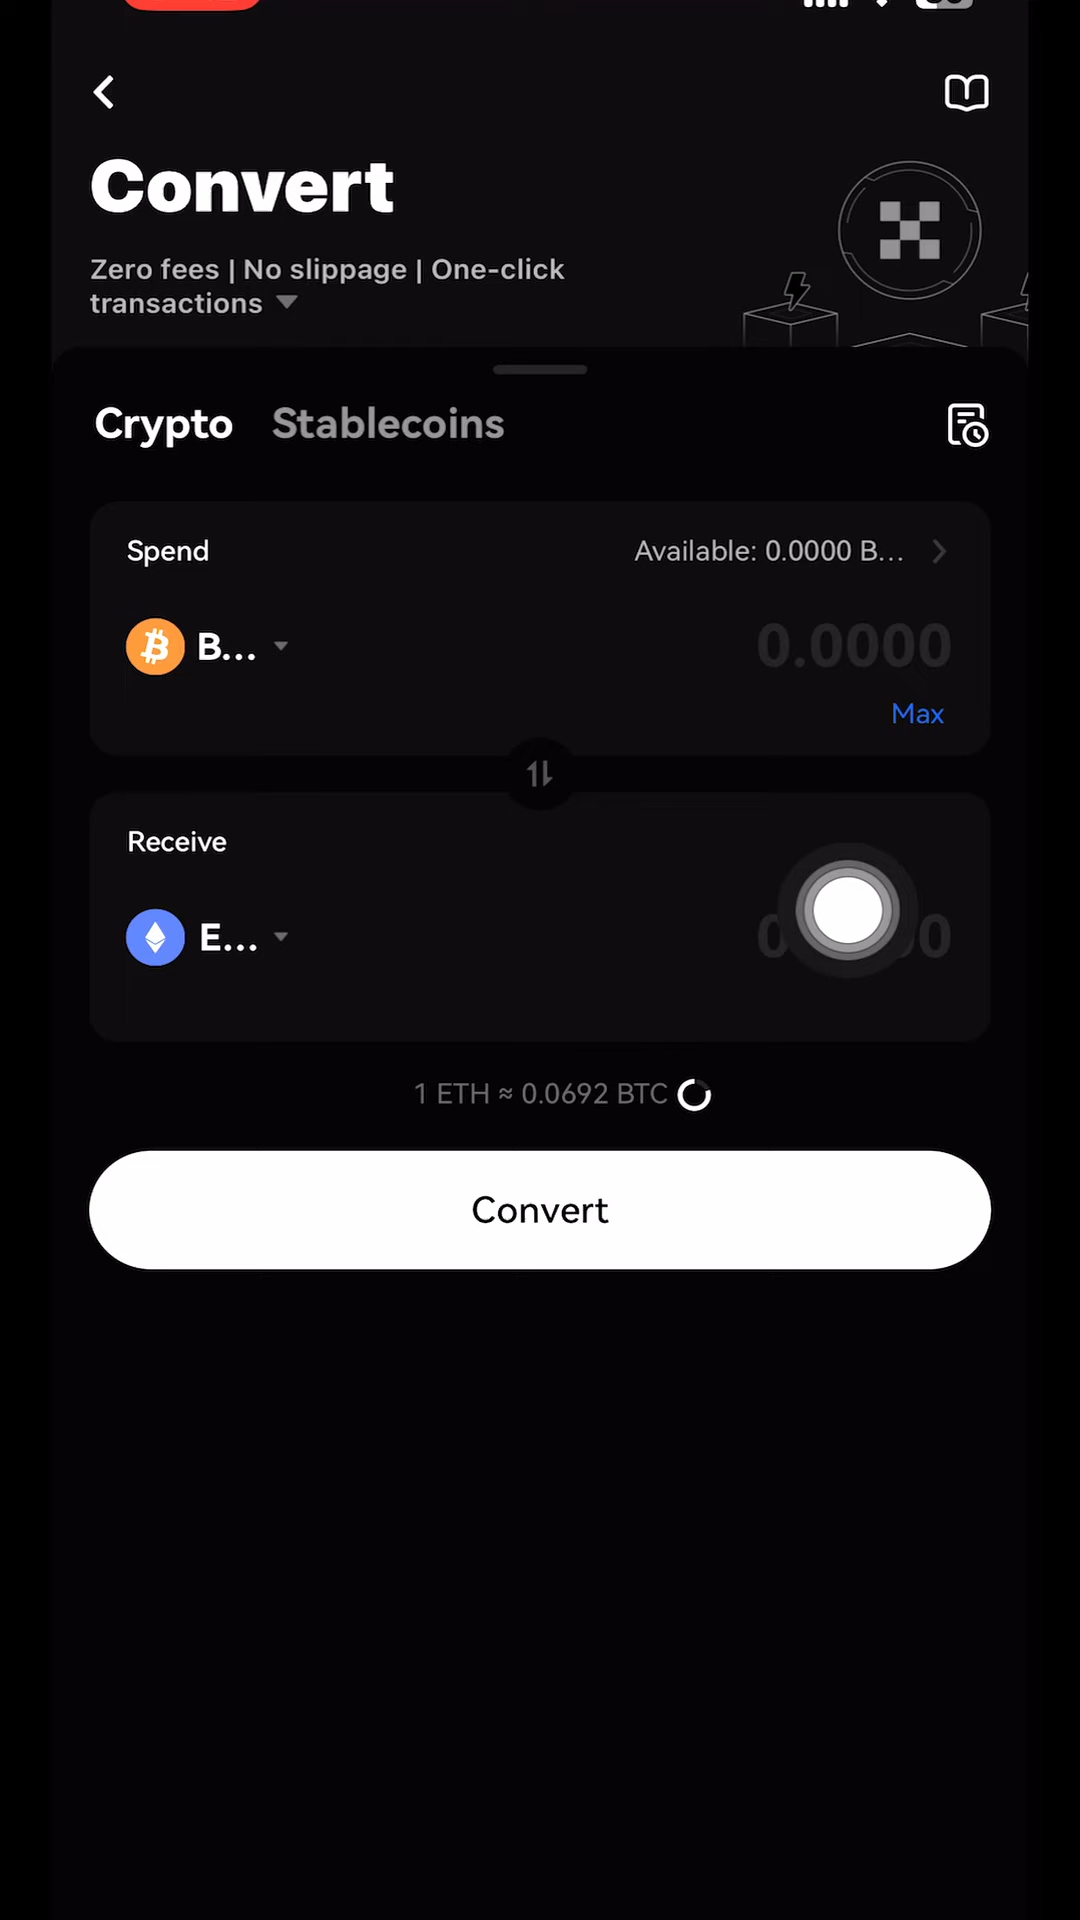 Convert
Zero fees | No slippage | One-click
transactions
Crypto Stablecoins
Spend
Available: 0.0000 B...
B...
0.0000
Max
Receive
E...
1 ETH ≈ 0.0692 BTC
Convert